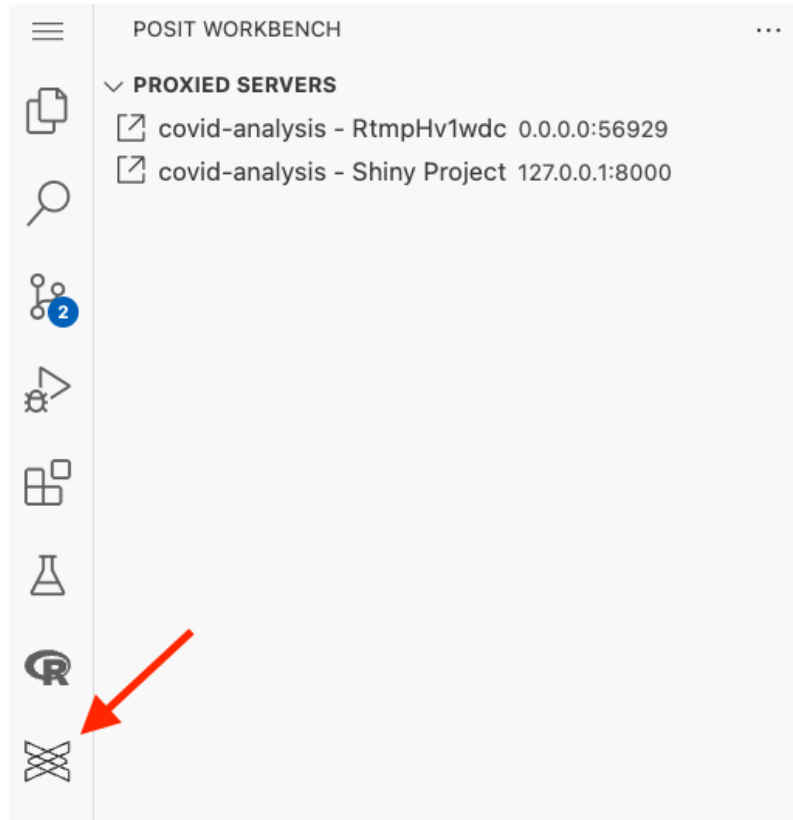 POSIT WORKBENCH
PROXIED SERVERS
covid-analysis - RtmpHv1wdc 0.0.0.0:56929
covid-analysis - Shiny Project 127.0.0.1:8000
2
R